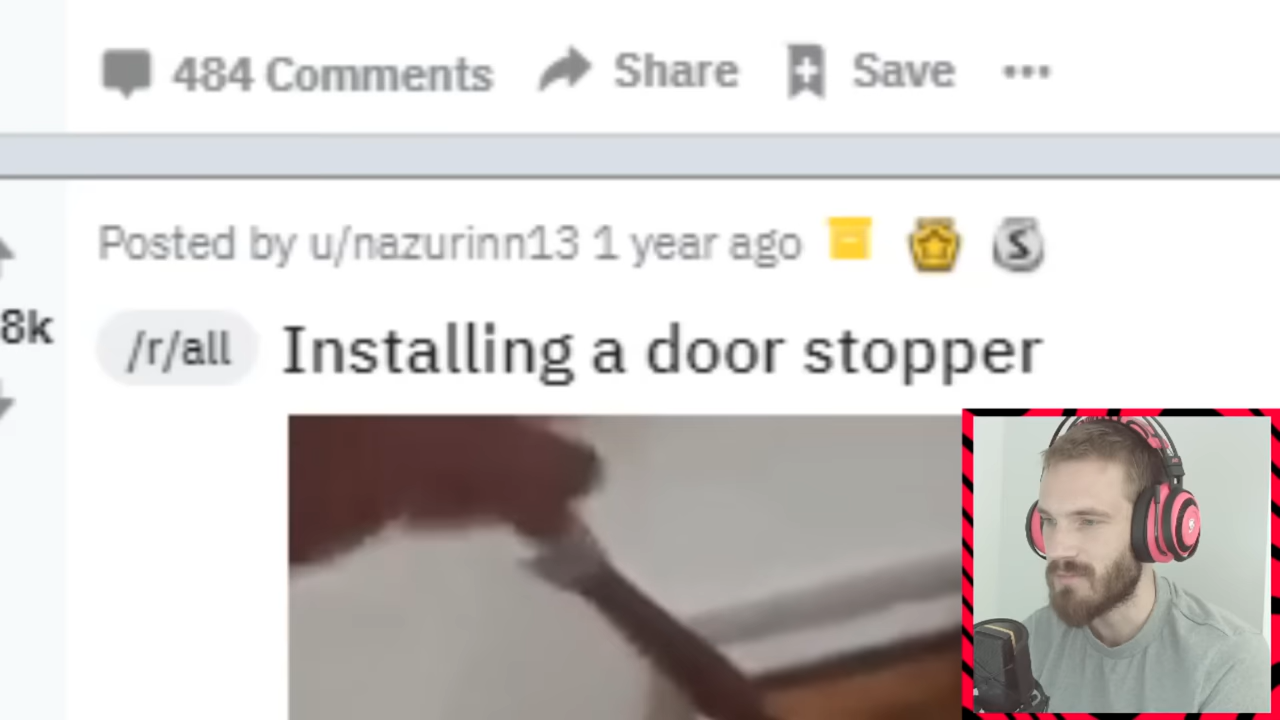 484 Comments Share Save
Posted by u/nazurinn13 1 year ago
8k
/r/all Installing a door stopper